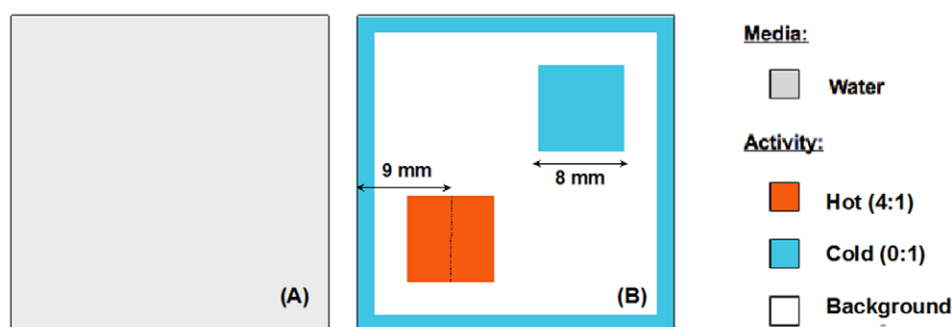 (A)
9 mm
8 mm
(B)
Media:
Water
Activity:
Hot (4:1)
Cold (0:1)
Background